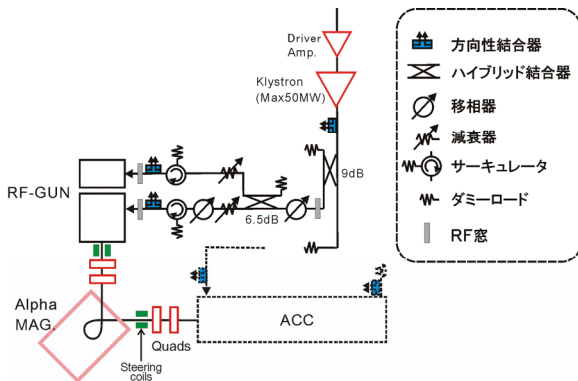 Driver
Amp.
Klystron
(Max50MW)
9dB
RF-GUN
6.5dB
Alpha
MAG.
ACC
Quads
Steering
coils
方向性結合器
ハイブリッド結合器
移相器
減衰器
サーキュレータ
ダミーロード
RF窓